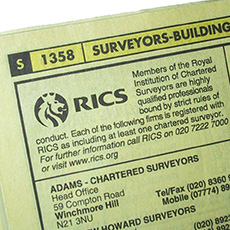 S 1358 SURVEYORS-BUILDING
RICS
Members of the Royal
Institution of Chartered
Surveyors are highly
qualified professionals
bound by strict rules of
conduct. Each of the following firms is registered with
RICS as including at least one chartered surveyor.
For further information call RICS on 020 7222 7000
or visit www.rics.org
ADAMS - CHARTERED SURVEYORS
Head Office
59 Compton Road
Winchmore Hill
N21 3NU
Tel/Fax (020) 8360
Mobile (07774) 89
HOWARD SURVEYORS
(020) 892